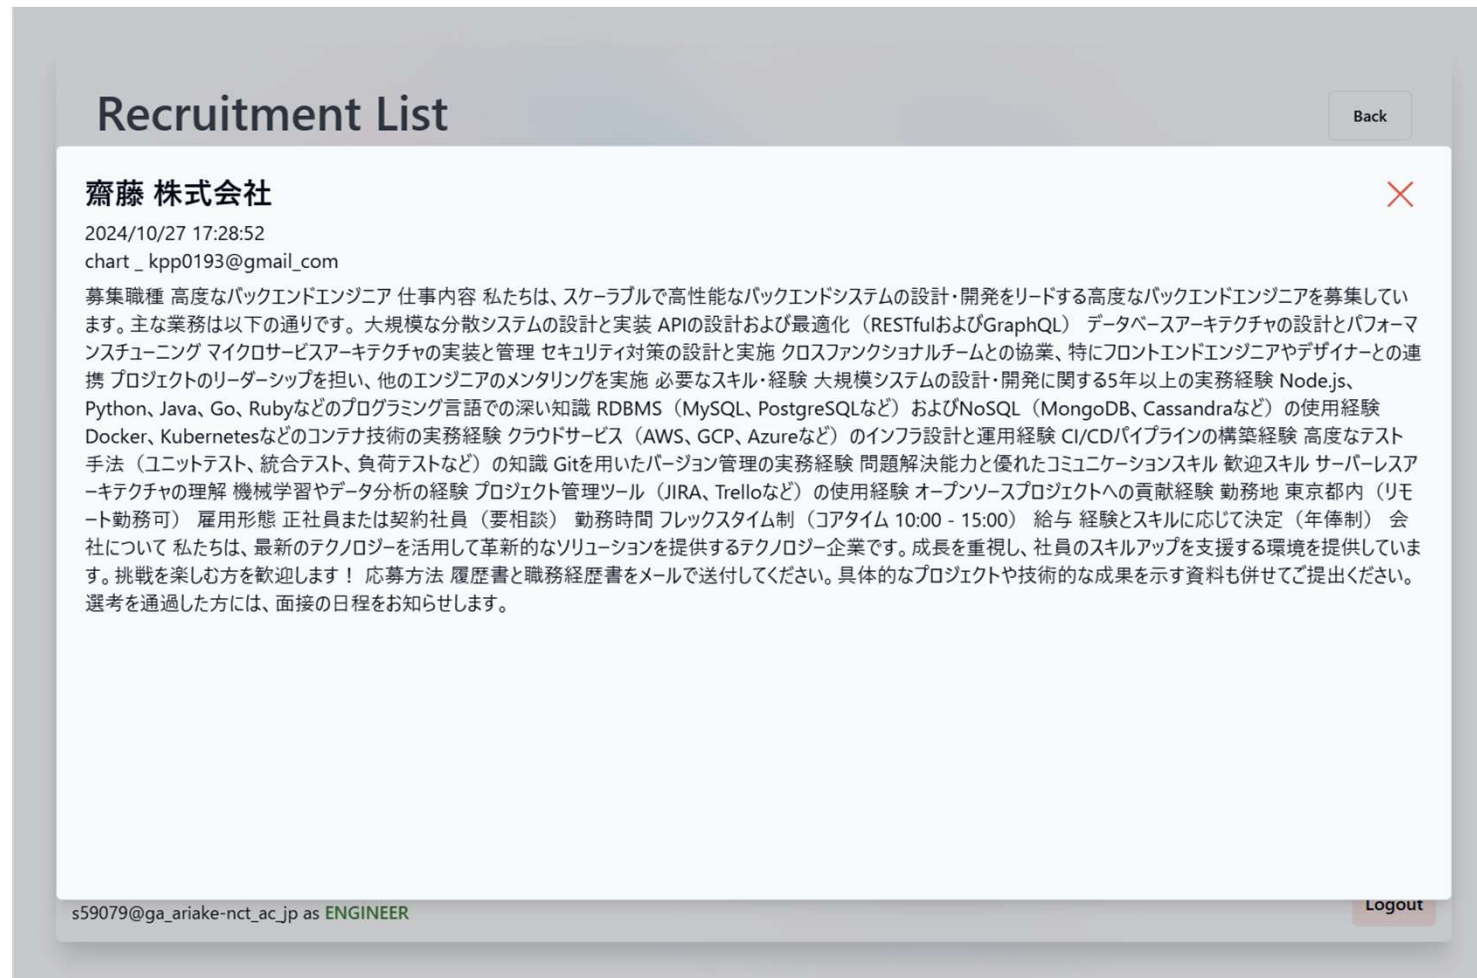 Recruitment List
Back
齋藤 株式会社
2024/10/27 17:28:52
chart _ kpp0193@gmail_com
募集職種 高度なバックエンドエンジニア 仕事内容 私たちは、スケーラブルで高性能なバックエンドシステムの設計・開発をリードする高度なバックエンドエンジニアを募集してい
ます。主な業務は以下の通りです。 大規模な分散システムの設計と実装 APIの設計および最適化（RESTfulおよびGraphQL） データベースアーキテクチャの設計とパフォーマ
ンスチューニング マイクロサービスアーキテクチャの実装と管理 セキュリティ対策の設計と実施 クロスファンクショナルチームとの協業、特にフロントエンドエンジニアやデザイナーとの連
携 プロジェクトのリーダーシップを担い、他のエンジニアのメンタリングを実施 必要なスキル・経験 大規模システムの設計・開発に関する5年以上の実務経験 Node.js、
Python、Java、Go、Rubyなどのプログラミング言語での深い知識 RDBMS（MySQL、PostgreSQLなど）およびNoSQL（MongoDB、Cassandraなど）の使用経験
Docker、Kubernetesなどのコンテナ技術の実務経験 クラウドサービス（AWS、GCP、Azureなど）のインフラ設計と運用経験 CI/CDパイプラインの構築経験 高度なテスト
手法（ユニットテスト、統合テスト、負荷テストなど）の知識 Gitを用いたバージョン管理の実務経験 問題解決能力と優れたコミュニケーションスキル 歓迎スキル サーバーレスア
ーキテクチャの理解 機械学習やデータ分析の経験 プロジェクト管理ツール（JIRA、Trelloなど）の使用経験 オープンソースプロジェクトへの貢献経験 勤務地 東京都内（リモ
ート勤務可） 雇用形態 正社員または契約社員（要相談） 勤務時間 フレックスタイム制（コアタイム 10:00 - 15:00） 給与 経験とスキルに応じて決定（年俸制） 会
社について 私たちは、最新のテクノロジーを活用して革新的なソリューションを提供するテクノロジー企業です。成長を重視し、社員のスキルアップを支援する環境を提供していま
す。挑戦を楽しむ方を歓迎します！ 応募方法 履歴書と職務経歴書をメールで送付してください。具体的なプロジェクトや技術的な成果を示す資料も併せてご提出ください。
選考を通過した方には、面接の日程をお知らせします。
s59079@ga_ariake-nct_ac_jp as ENGINEER
Logout